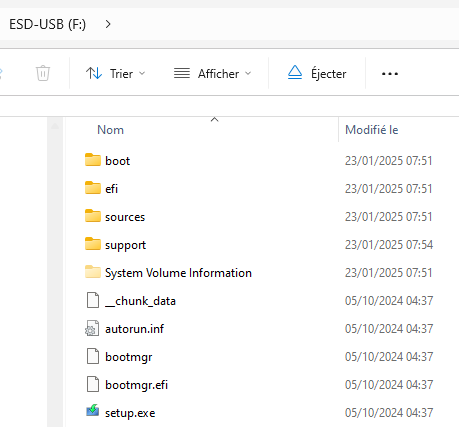 ESD-USB (F:)
Trier Afficher Éjecter
Nom Modifié le
boot 23/01/2025 07:51
efi 23/01/2025 07:51
sources 23/01/2025 07:51
support 23/01/2025 07:54
System Volume Information 23/01/2025 07:51
__chunk_data 05/10/2024 04:37
autorun.inf 05/10/2024 04:37
bootmgr 05/10/2024 04:37
bootmgr.efi 05/10/2024 04:37
setup.exe 05/10/2024 04:37